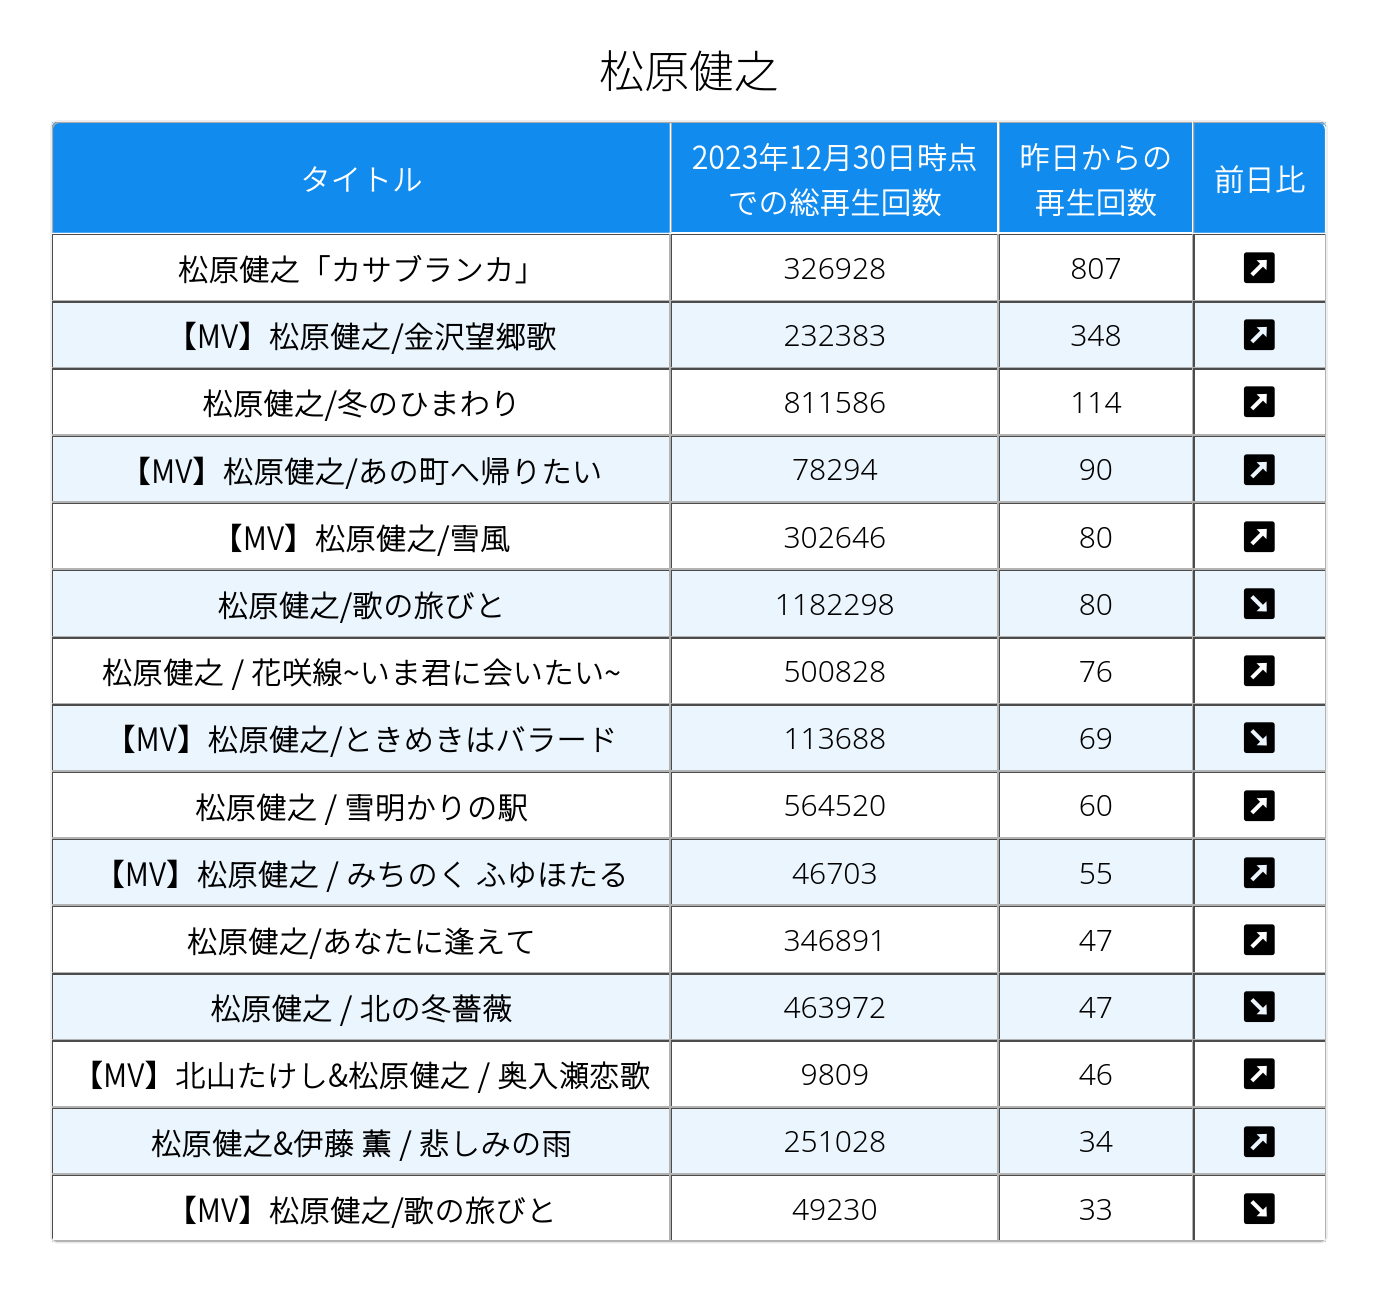 松原健之
タイトル
2023年12月30日時点
での総再生回数
昨日からの
再生回数
前日比
松原健之「カサブランカ」 326928 807 ↗
【MV】松原健之/金沢望郷歌 232383 348 ↗
松原健之/冬のひまわり 811586 114 ↗
【MV】松原健之/あの町へ帰りたい 78294 90 ↗
【MV】松原健之/雪風 302646 80 ↗
松原健之/歌の旅びと 1182298 80 ↘
松原健之 / 花咲線~いま君に会いたい~ 500828 76 ↗
【MV】松原健之/ときめきはバラード 113688 69 ↘
松原健之 / 雪明かりの駅 564520 60 ↗
【MV】松原健之 / みちのく ふゆほたる 46703 55 ↗
松原健之/あなたに逢えて 346891 47 ↗
松原健之 / 北の冬薔薇 463972 47 ↘
【MV】北山たけし&松原健之 / 奥入瀬恋歌 9809 46 ↗
松原健之&伊藤 薫 / 悲しみの雨 251028 34 ↗
【MV】松原健之/歌の旅びと 49230 33 ↘